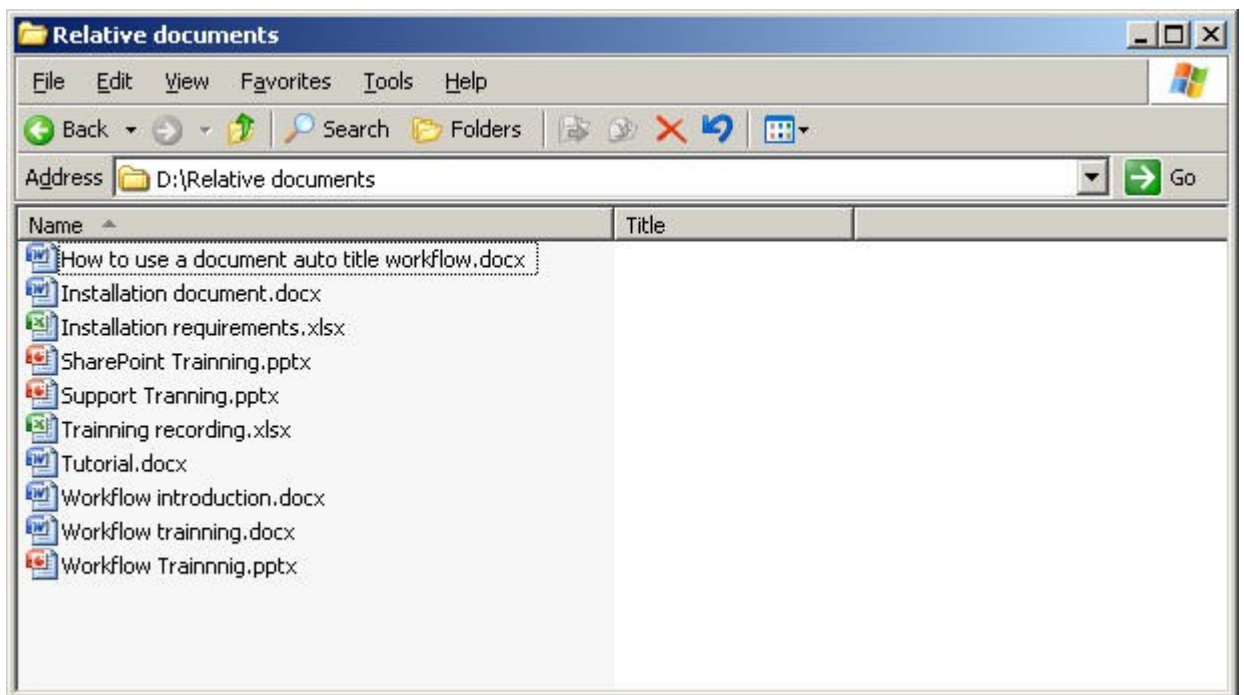 Relative documents
File Edit View Favorites Tools Help
Back Search Folders
Address D:\Relative documents Go
Name Title
How to use a document auto title workflow.docx
Installation document.docx
Installation requirements.xlsx
SharePoint Trainning.pptx
Support Tranning.pptx
Trainning recording.xlsx
Tutorial.docx
Workflow introduction.docx
Workflow trainning.docx
Workflow Trainnnig.pptx